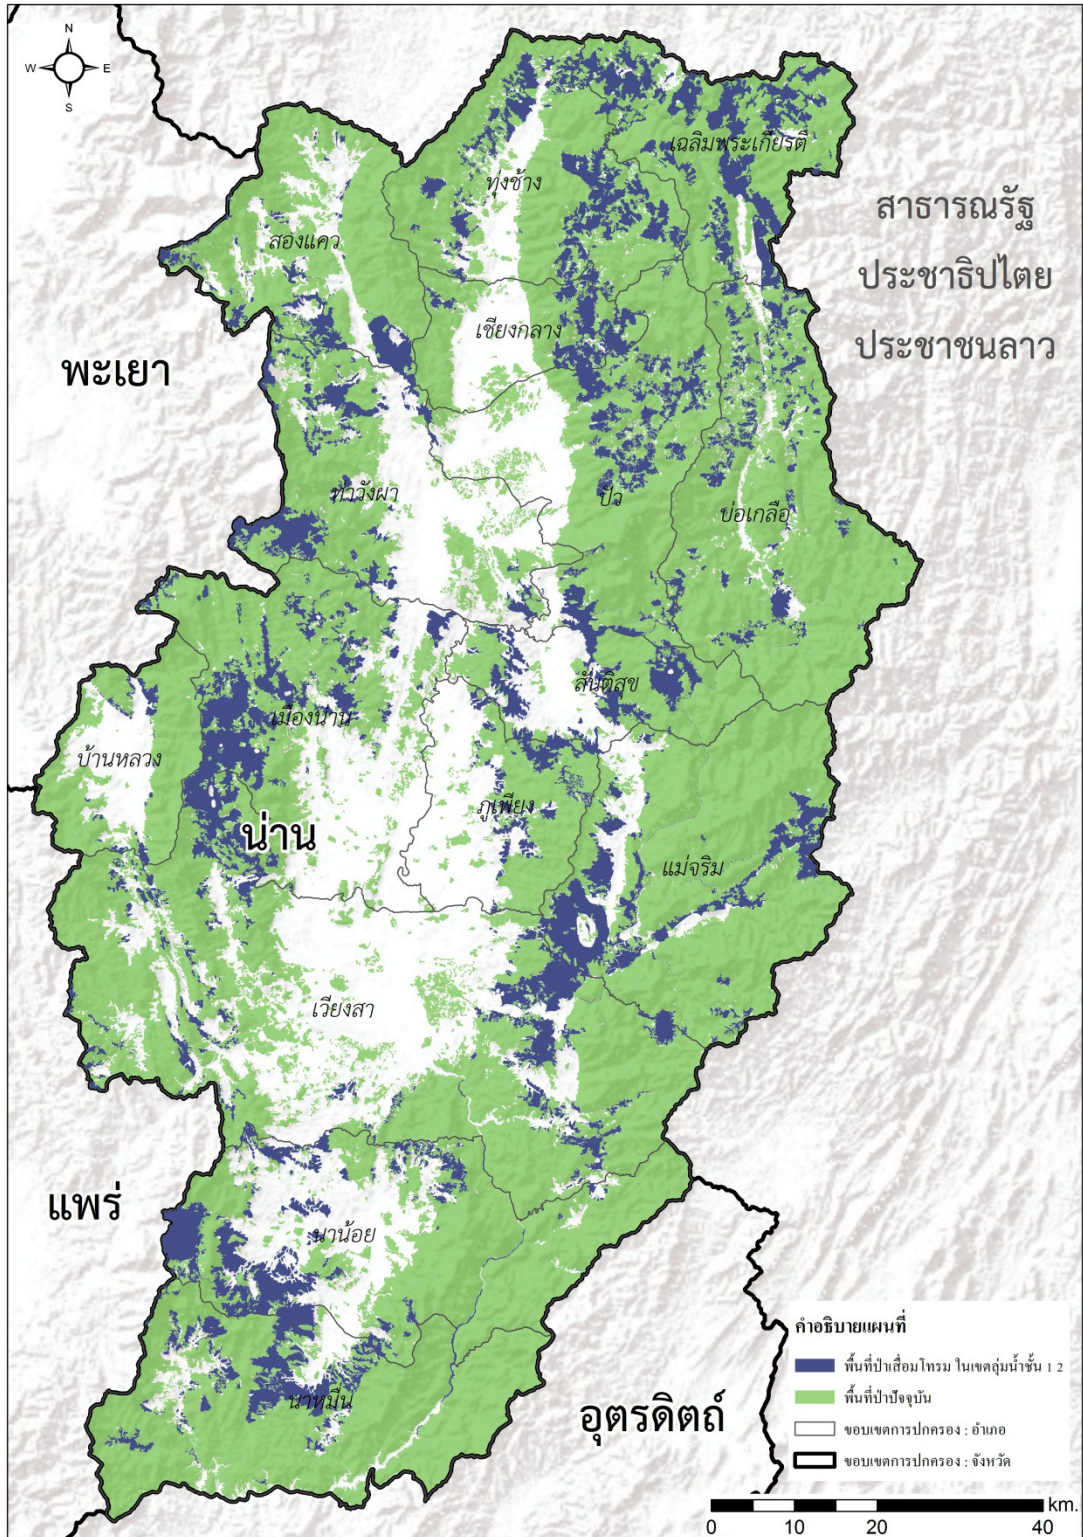 N
W E
S
เฉลิมพระเกียรติ
ทุ่งช้าง
สาธารณรัฐ
ประชาธิปไตย
ประชาชนลาว
สองแคว
เชียงกลาง
พะเยา
ท่าวังผา
ปัว
บ่อเกลือ
สันติสุข
เมืองน่าน
บ้านหลวง
ภูเพียง
น่าน
แม่จริม
เวียงสา
แพร่
นาน้อย
นาหมื่น
อุตรดิตถ์
คำอธิบายแผนที่
พื้นที่ป่าเสื่อมโทรม ในเขตลุ่มน้ำชั้น 1 2
พื้นที่ป่าปัจจุบัน
ขอบเขตการปกครอง : อำเภอ
ขอบเขตการปกครอง : จังหวัด
km.
0 10 20 40